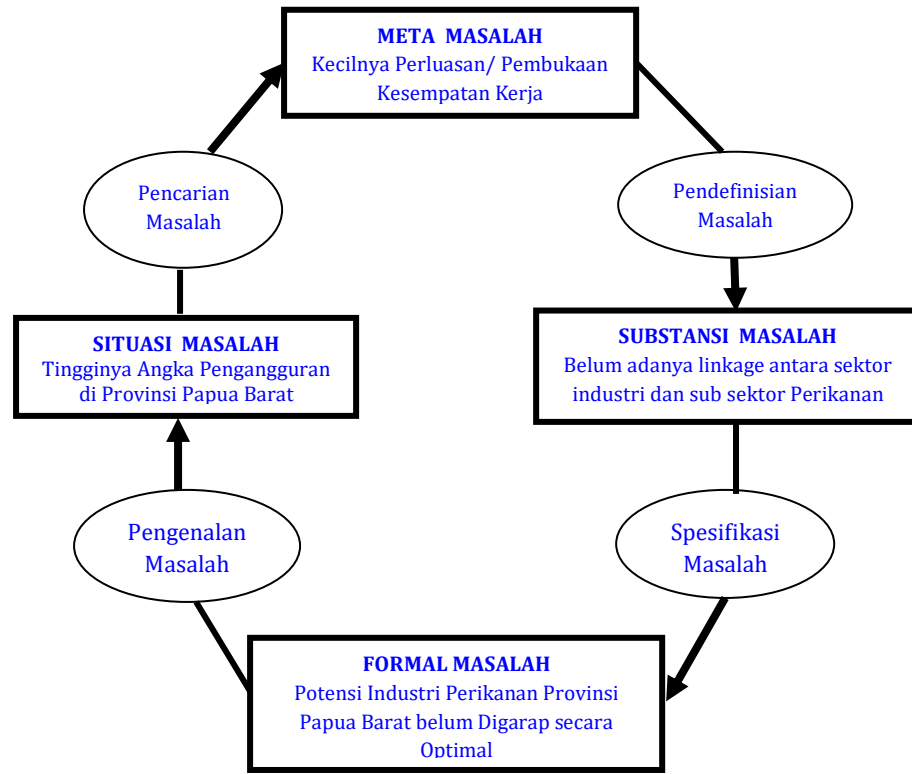 META MASALAH
Kecilnya Perluasan/ Pembukaan
Kesempatan Kerja
Pencarian
Masalah
Pendefinisian
Masalah
SITUASI MASALAH
Tingginya Angka Pengangguran
di Provinsi Papua Barat
SUBSTANSI MASALAH
Belum adanya linkage antara sektor
industri dan sub sektor Perikanan
Pengenalan
Masalah
Spesifikasi
Masalah
FORMAL MASALAH
Potensi Industri Perikanan Provinsi
Papua Barat belum Digarap secara
Optimal